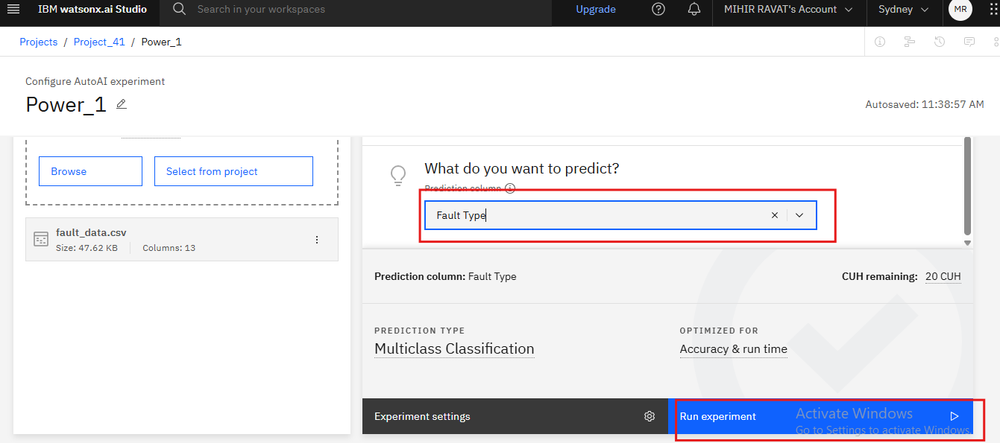 IBM watsonx.ai Studio
Search in your workspaces
Upgrade
MIHIR RAVAT's Account
Sydney
MR
Projects / Project_41 / Power_1
Configure AutoAI experiment
Power_1
Autosaved: 11:38:57 AM
Browse
Select from project
fault_data.csv
Size: 47.62 KB
Columns: 13
What do you want to predict?
Prediction column
Fault Type
Prediction column: Fault Type
CUH remaining: 20 CUH
PREDICTION TYPE
Multiclass Classification
OPTIMIZED FOR
Accuracy & run time
Experiment settings
Run experiment
Activate Windows
Go to Settings to activate Windows.